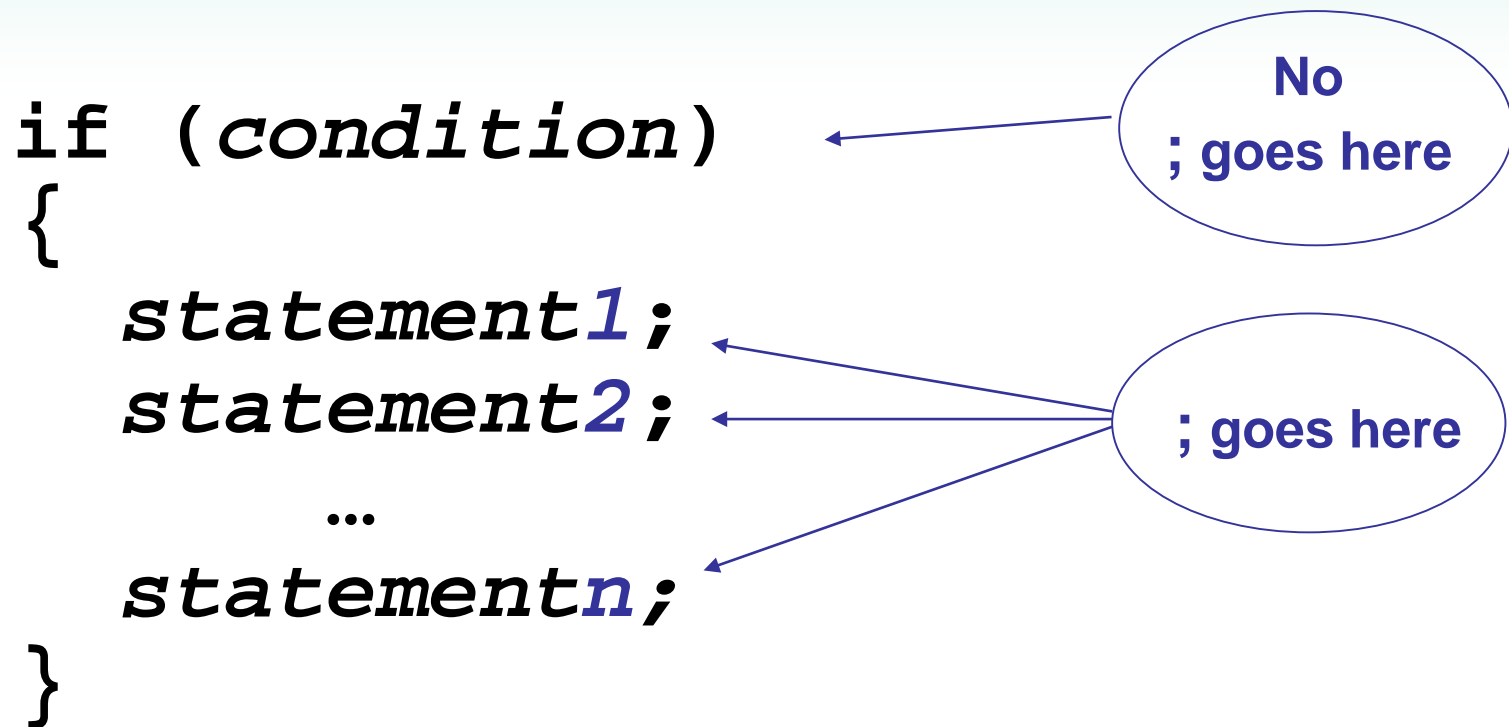 if (condition)
{
statement1;
statement2;
…
statementn;
}
No
; goes here
; goes here